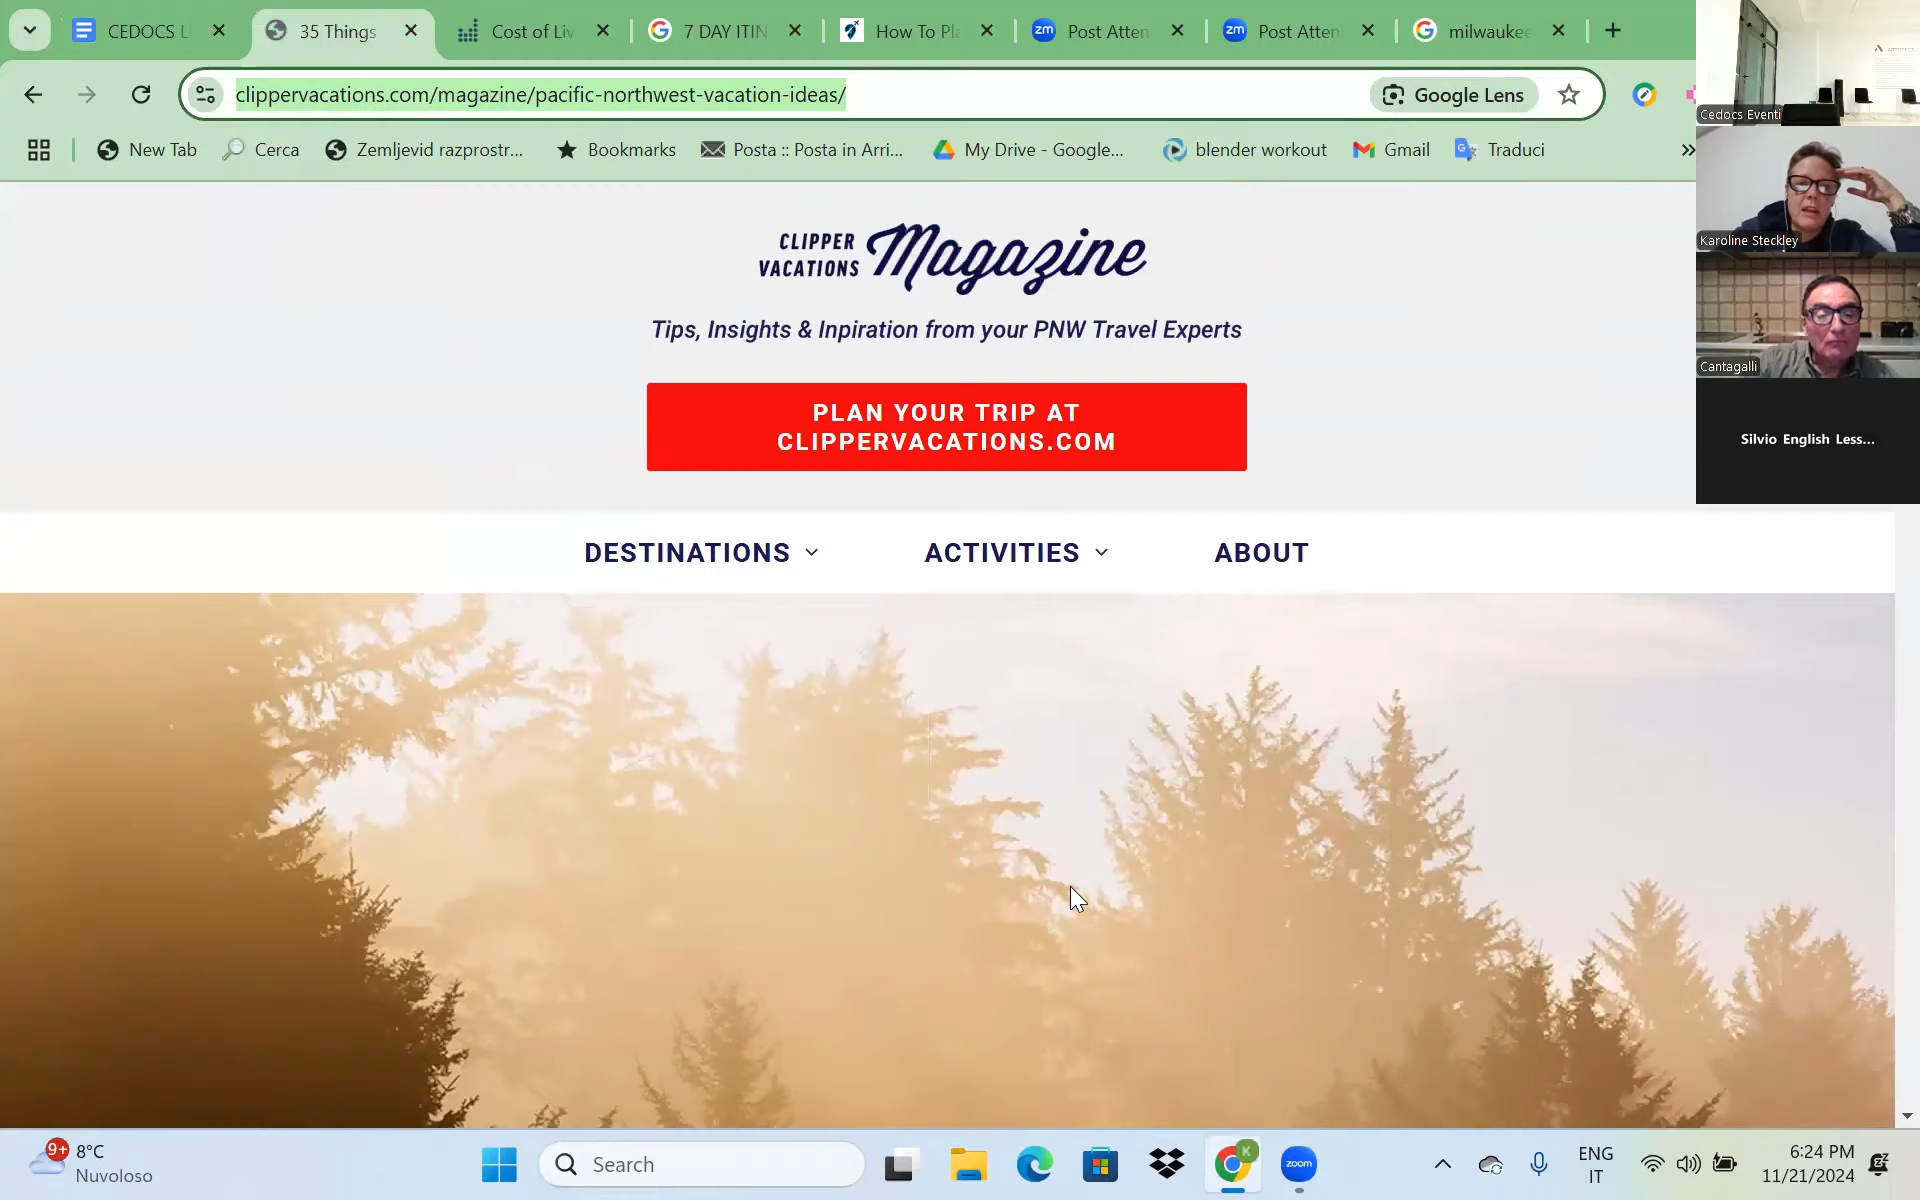 CEDOCS L
35 Things
Cost of Liv
7 DAY ITIN
How To Pla
zm
Post Atten
zm
Post Atten
milwaukee
clippervacations.com/magazine/pacific-northwest-vacation-ideas/
Google Lens
New Tab
Cerca
Zemljevid razprostr...
Bookmarks
Posta :: Posta in Arri...
My Drive - Google...
blender workout
Gmail
Traduci
»
Cedocs Eventi
Karoline Steckley
Cantagalli
Silvio English Less...
CLIPPER
VACATIONS
Magazine
Tips, Insights & Inpiration from your PNW Travel Experts
PLAN YOUR TRIP AT
CLIPPERVACATIONS.COM
DESTINATIONS
ACTIVITIES
ABOUT
9+
8°C
Nuvoloso
Search
K
zoom
ENG
IT
6:24 PM
11/21/2024